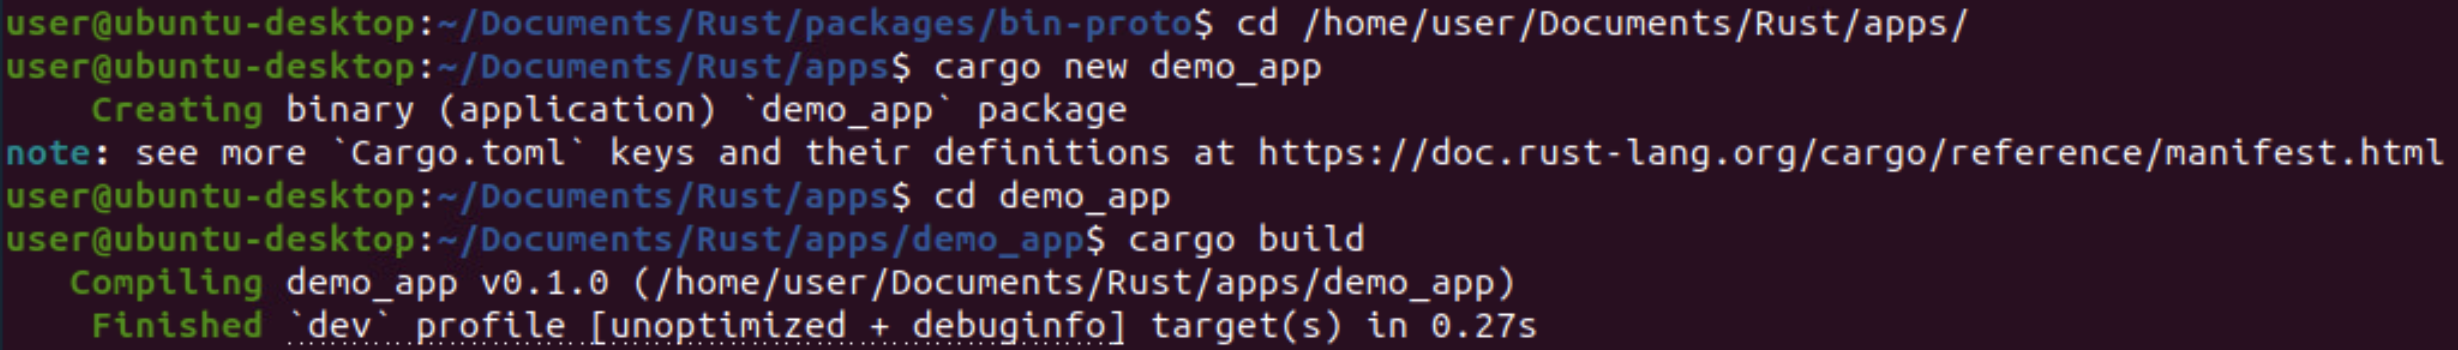 user@ubuntu-desktop:~/Documents/Rust/packages/bin-proto$ cd /home/user/Documents/Rust/apps/
user@ubuntu-desktop:~/Documents/Rust/apps$ cargo new demo_app
    Creating binary (application) `demo_app` package
note: see more `Cargo.toml` keys and their definitions at https://doc.rust-lang.org/cargo/reference/manifest.html
user@ubuntu-desktop:~/Documents/Rust/apps$ cd demo_app
user@ubuntu-desktop:~/Documents/Rust/apps/demo_app$ cargo build
   Compiling demo_app v0.1.0 (/home/user/Documents/Rust/apps/demo_app)
    Finished `dev` profile [unoptimized + debuginfo] target(s) in 0.27s